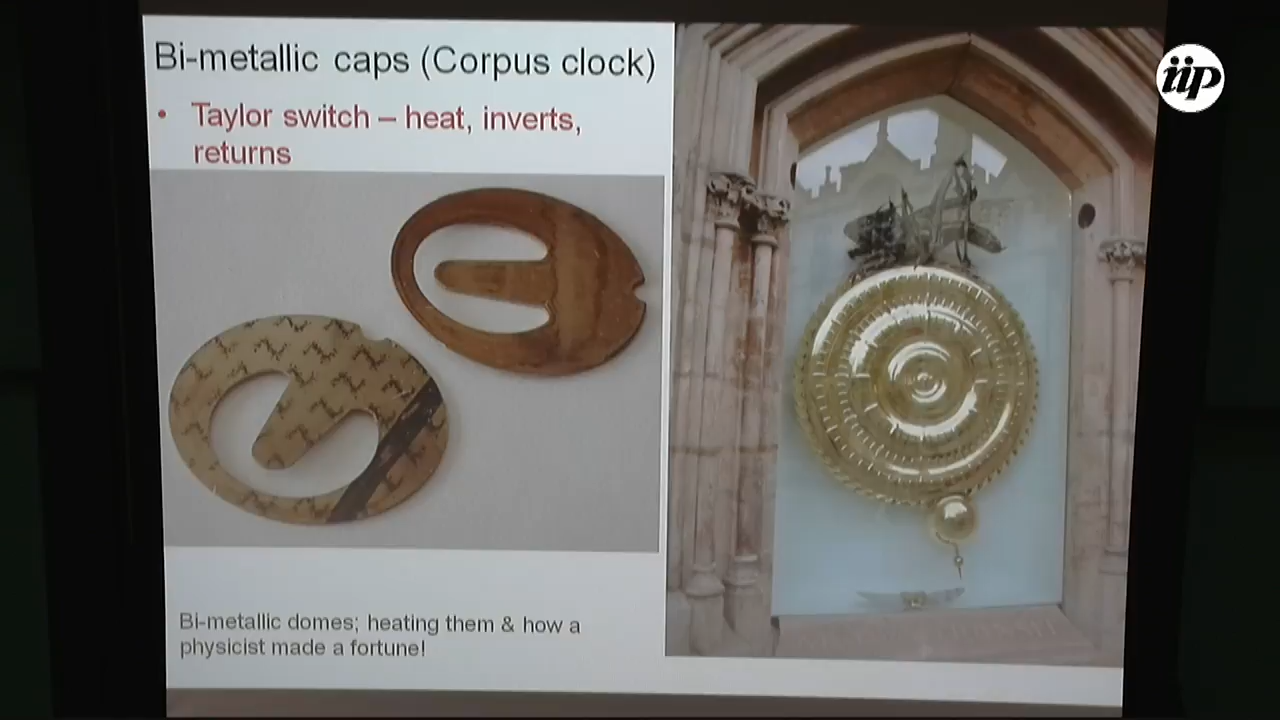 Bi-metallic caps (Corpus clock)
• Taylor switch – heat, inverts,
returns
Bi-metallic domes; heating them & how a
physicist made a fortune!
iip